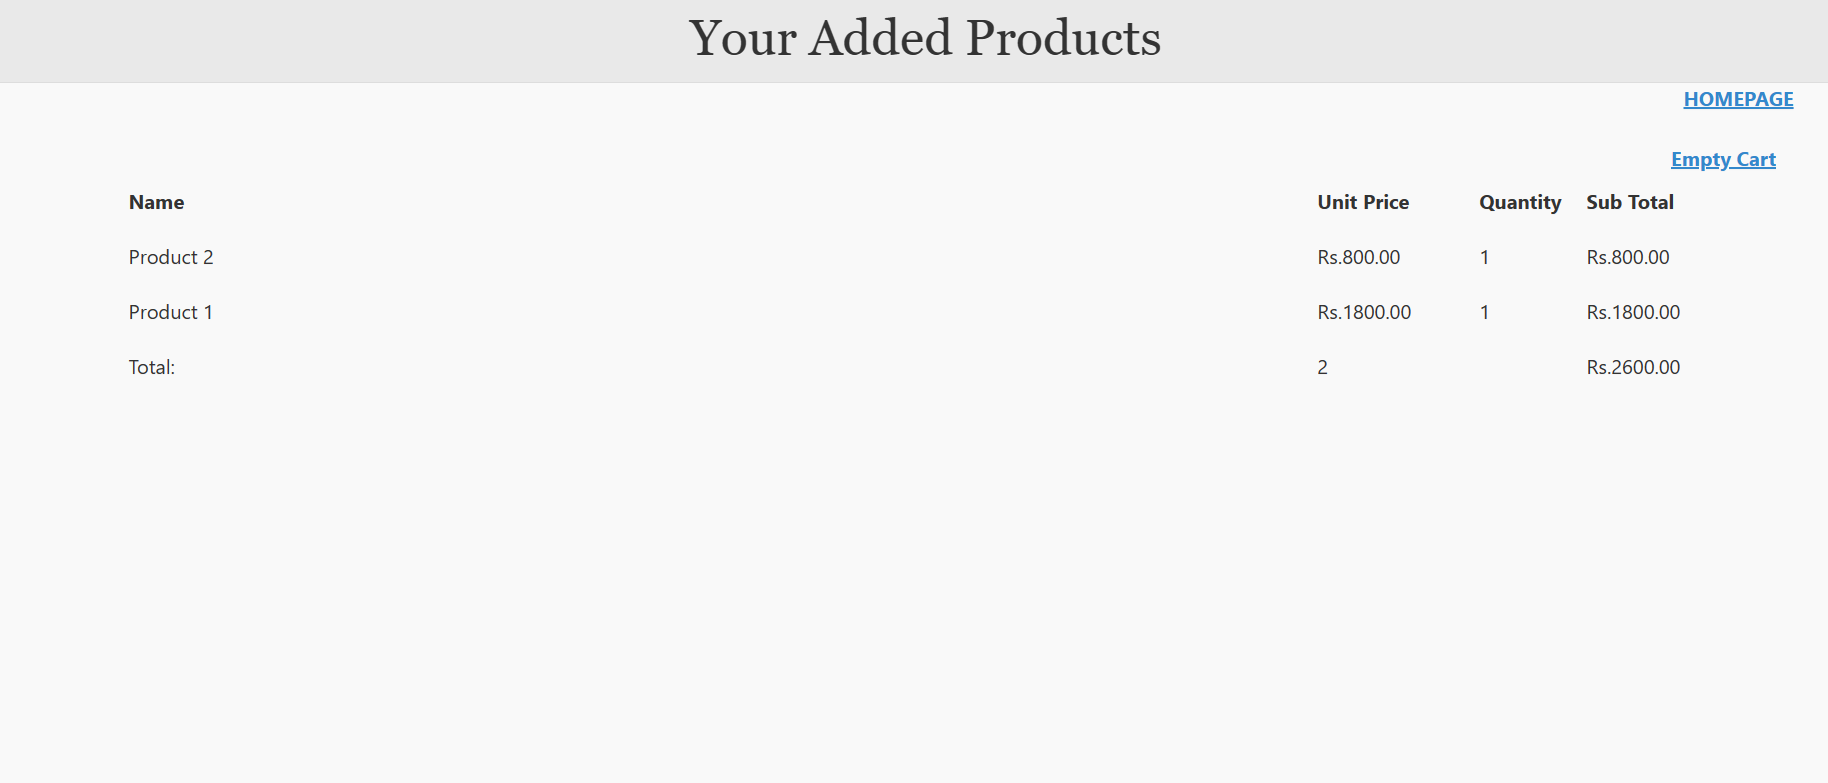 Your Added Products
HOMEPAGE
Empty Cart
Name Unit Price Quantity Sub Total
Product 2 Rs.800.00 1 Rs.800.00
Product 1 Rs.1800.00 1 Rs.1800.00
Total: 2 Rs.2600.00